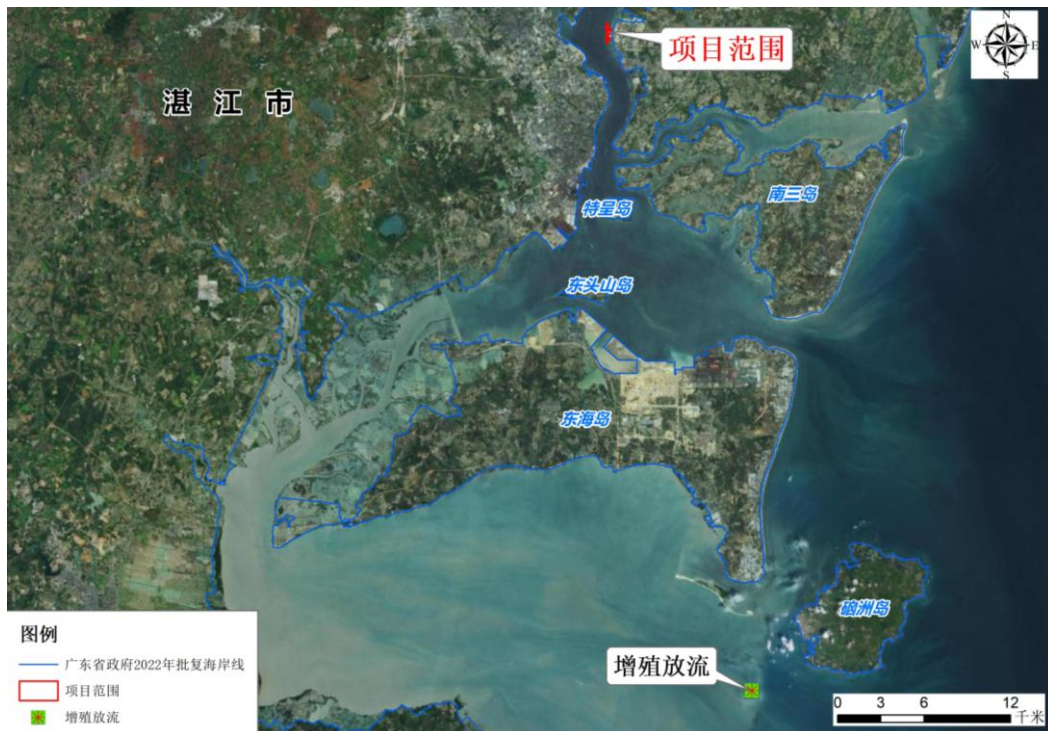 项目范围
N
W
E
S
湛 江 市
南三岛
特呈岛
东头山岛
东海岛
硇洲岛
增殖放流
图例
广东省政府2022年批复海岸线
项目范围
增殖放流
0 3 6 12
千米